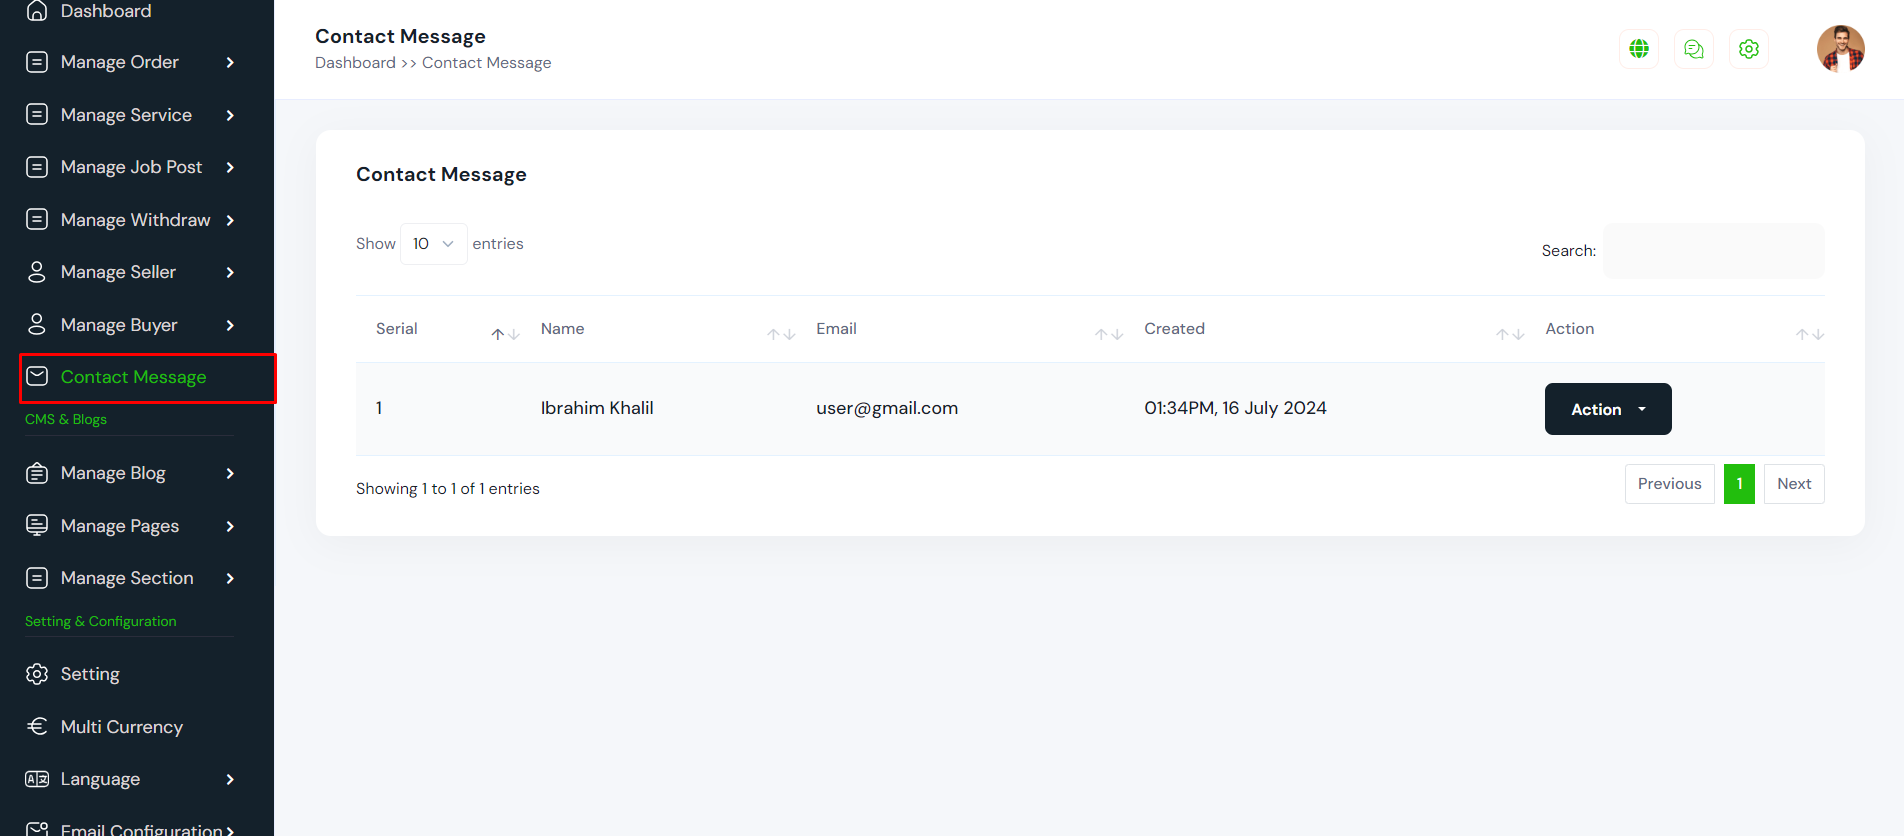 Dashboard
Manage Order
Manage Service
Manage Job Post
Manage Withdraw
Manage Seller
Manage Buyer
Contact Message
CMS & Blogs
Manage Blog
Manage Pages
Manage Section
Setting & Configuration
Setting
Multi Currency
Language
Email Configuration
Contact Message
Dashboard >> Contact Message
Contact Message
Show 10 entries
Search:
Serial Name Email Created Action
1 Ibrahim Khalil user@gmail.com 01:34PM, 16 July 2024 Action
Showing 1 to 1 of 1 entries
Previous 1 Next